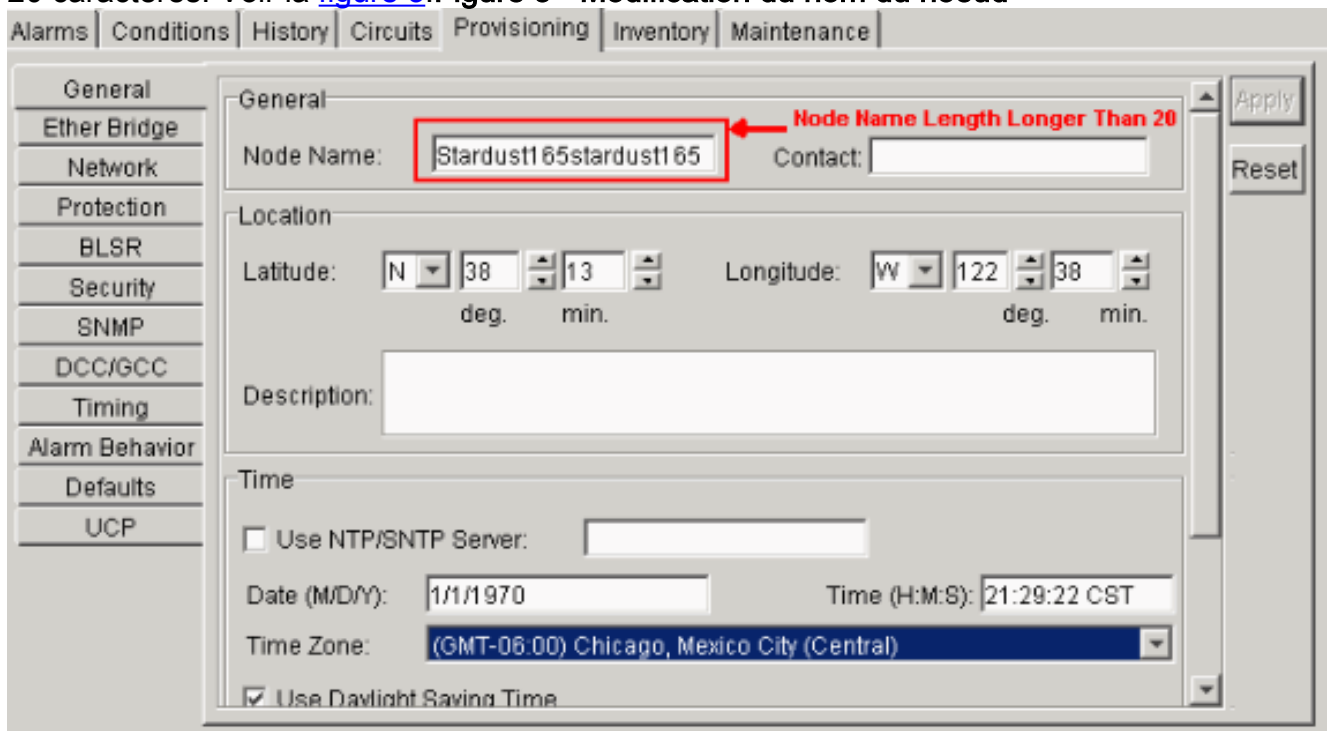 Alarms Conditions History Circuits Provisioning Inventory Maintenance
General
Ether Bridge
Network
Protection
BLSR
Security
SNMP
DCC/GCC
Timing
Alarm Behavior
Defaults
UCP
General
Node Name Length Longer Than 20
Node Name: Stardust165stardust165 Contact:
Location
Latitude: N 38 13 Longitude: W 122 38
deg. min. deg. min.
Description:
Time
Use NTP/SNTP Server:
Date (M/D/Y): 1/1/1970 Time (H:M:S): 21:29:22 CST
Time Zone: (GMT-06:00) Chicago, Mexico City (Central)
Use Daylight Saving Time
Apply
Reset